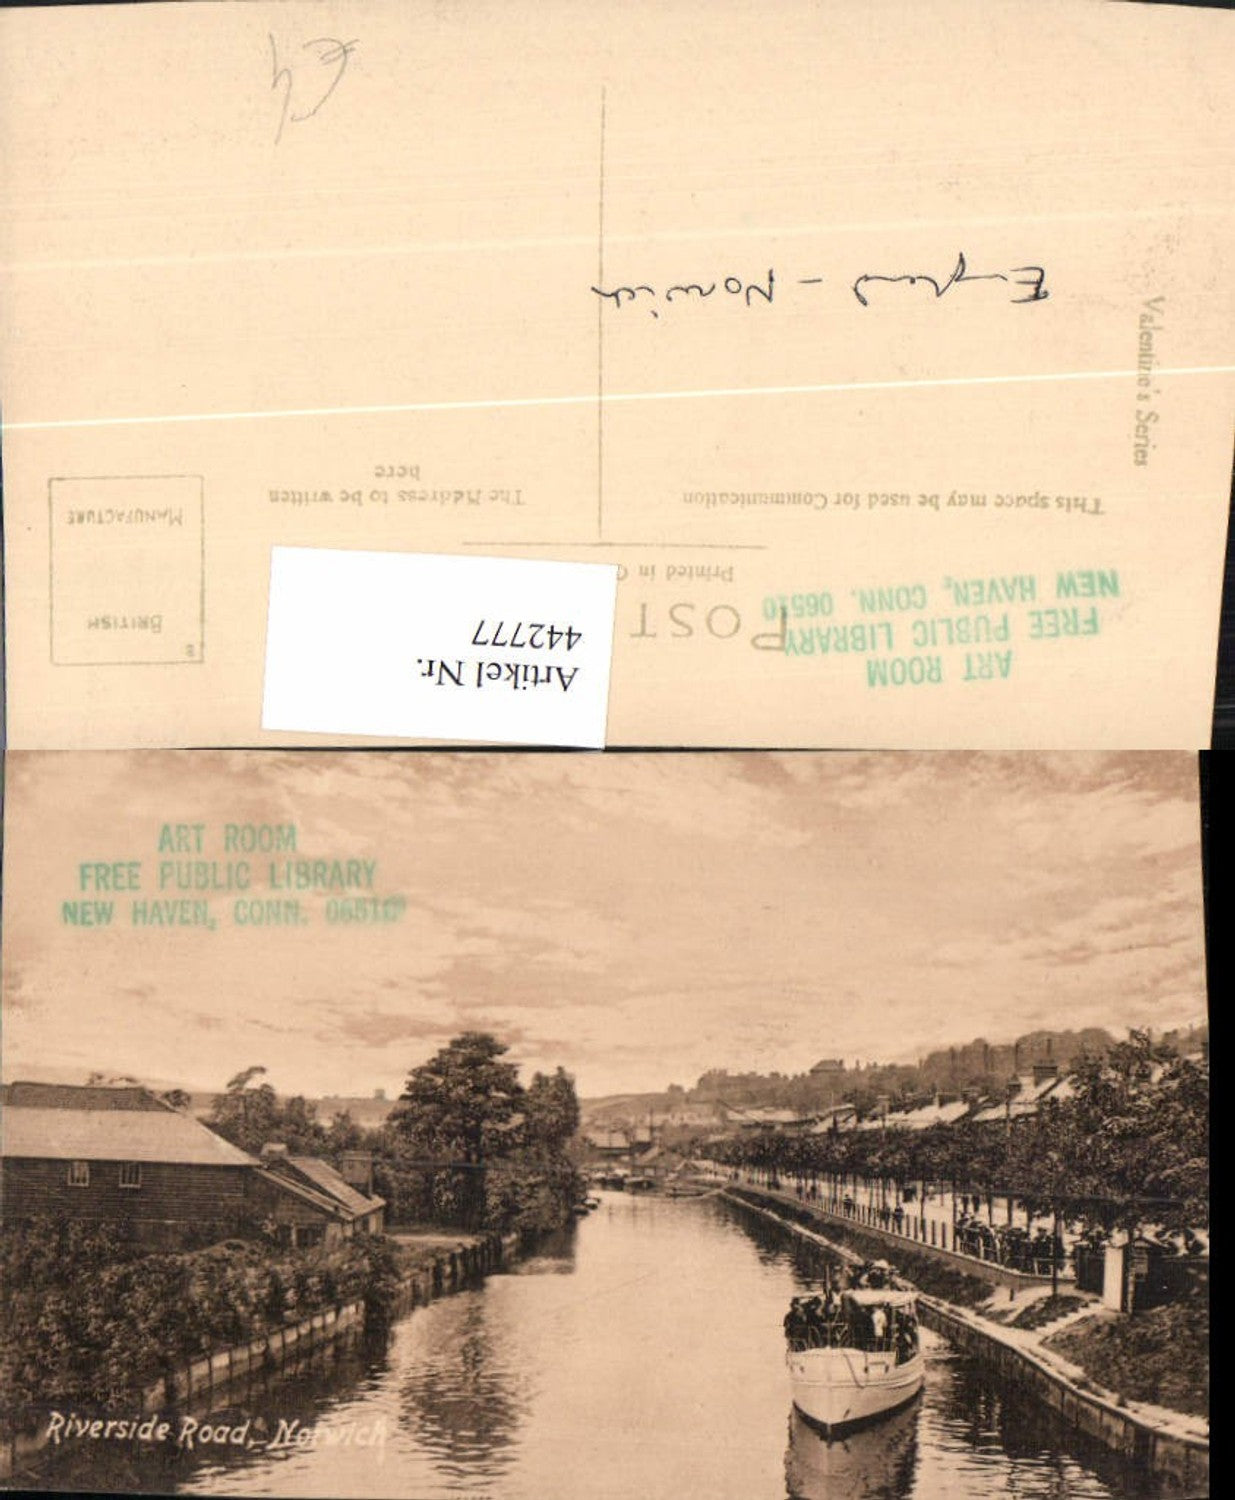 England - Norwich
Valentine's Series
This space may be used for Communication
The Address to be written
here
BRITISH
MANUFACTURE
Printed in
POST
ART ROOM
FREE PUBLIC LIBRARY
NEW HAVEN, CONN. 06510
Artikel Nr.
442777
ART ROOM
FREE PUBLIC LIBRARY
NEW HAVEN, CONN. 06510
Riverside Road, Norwich